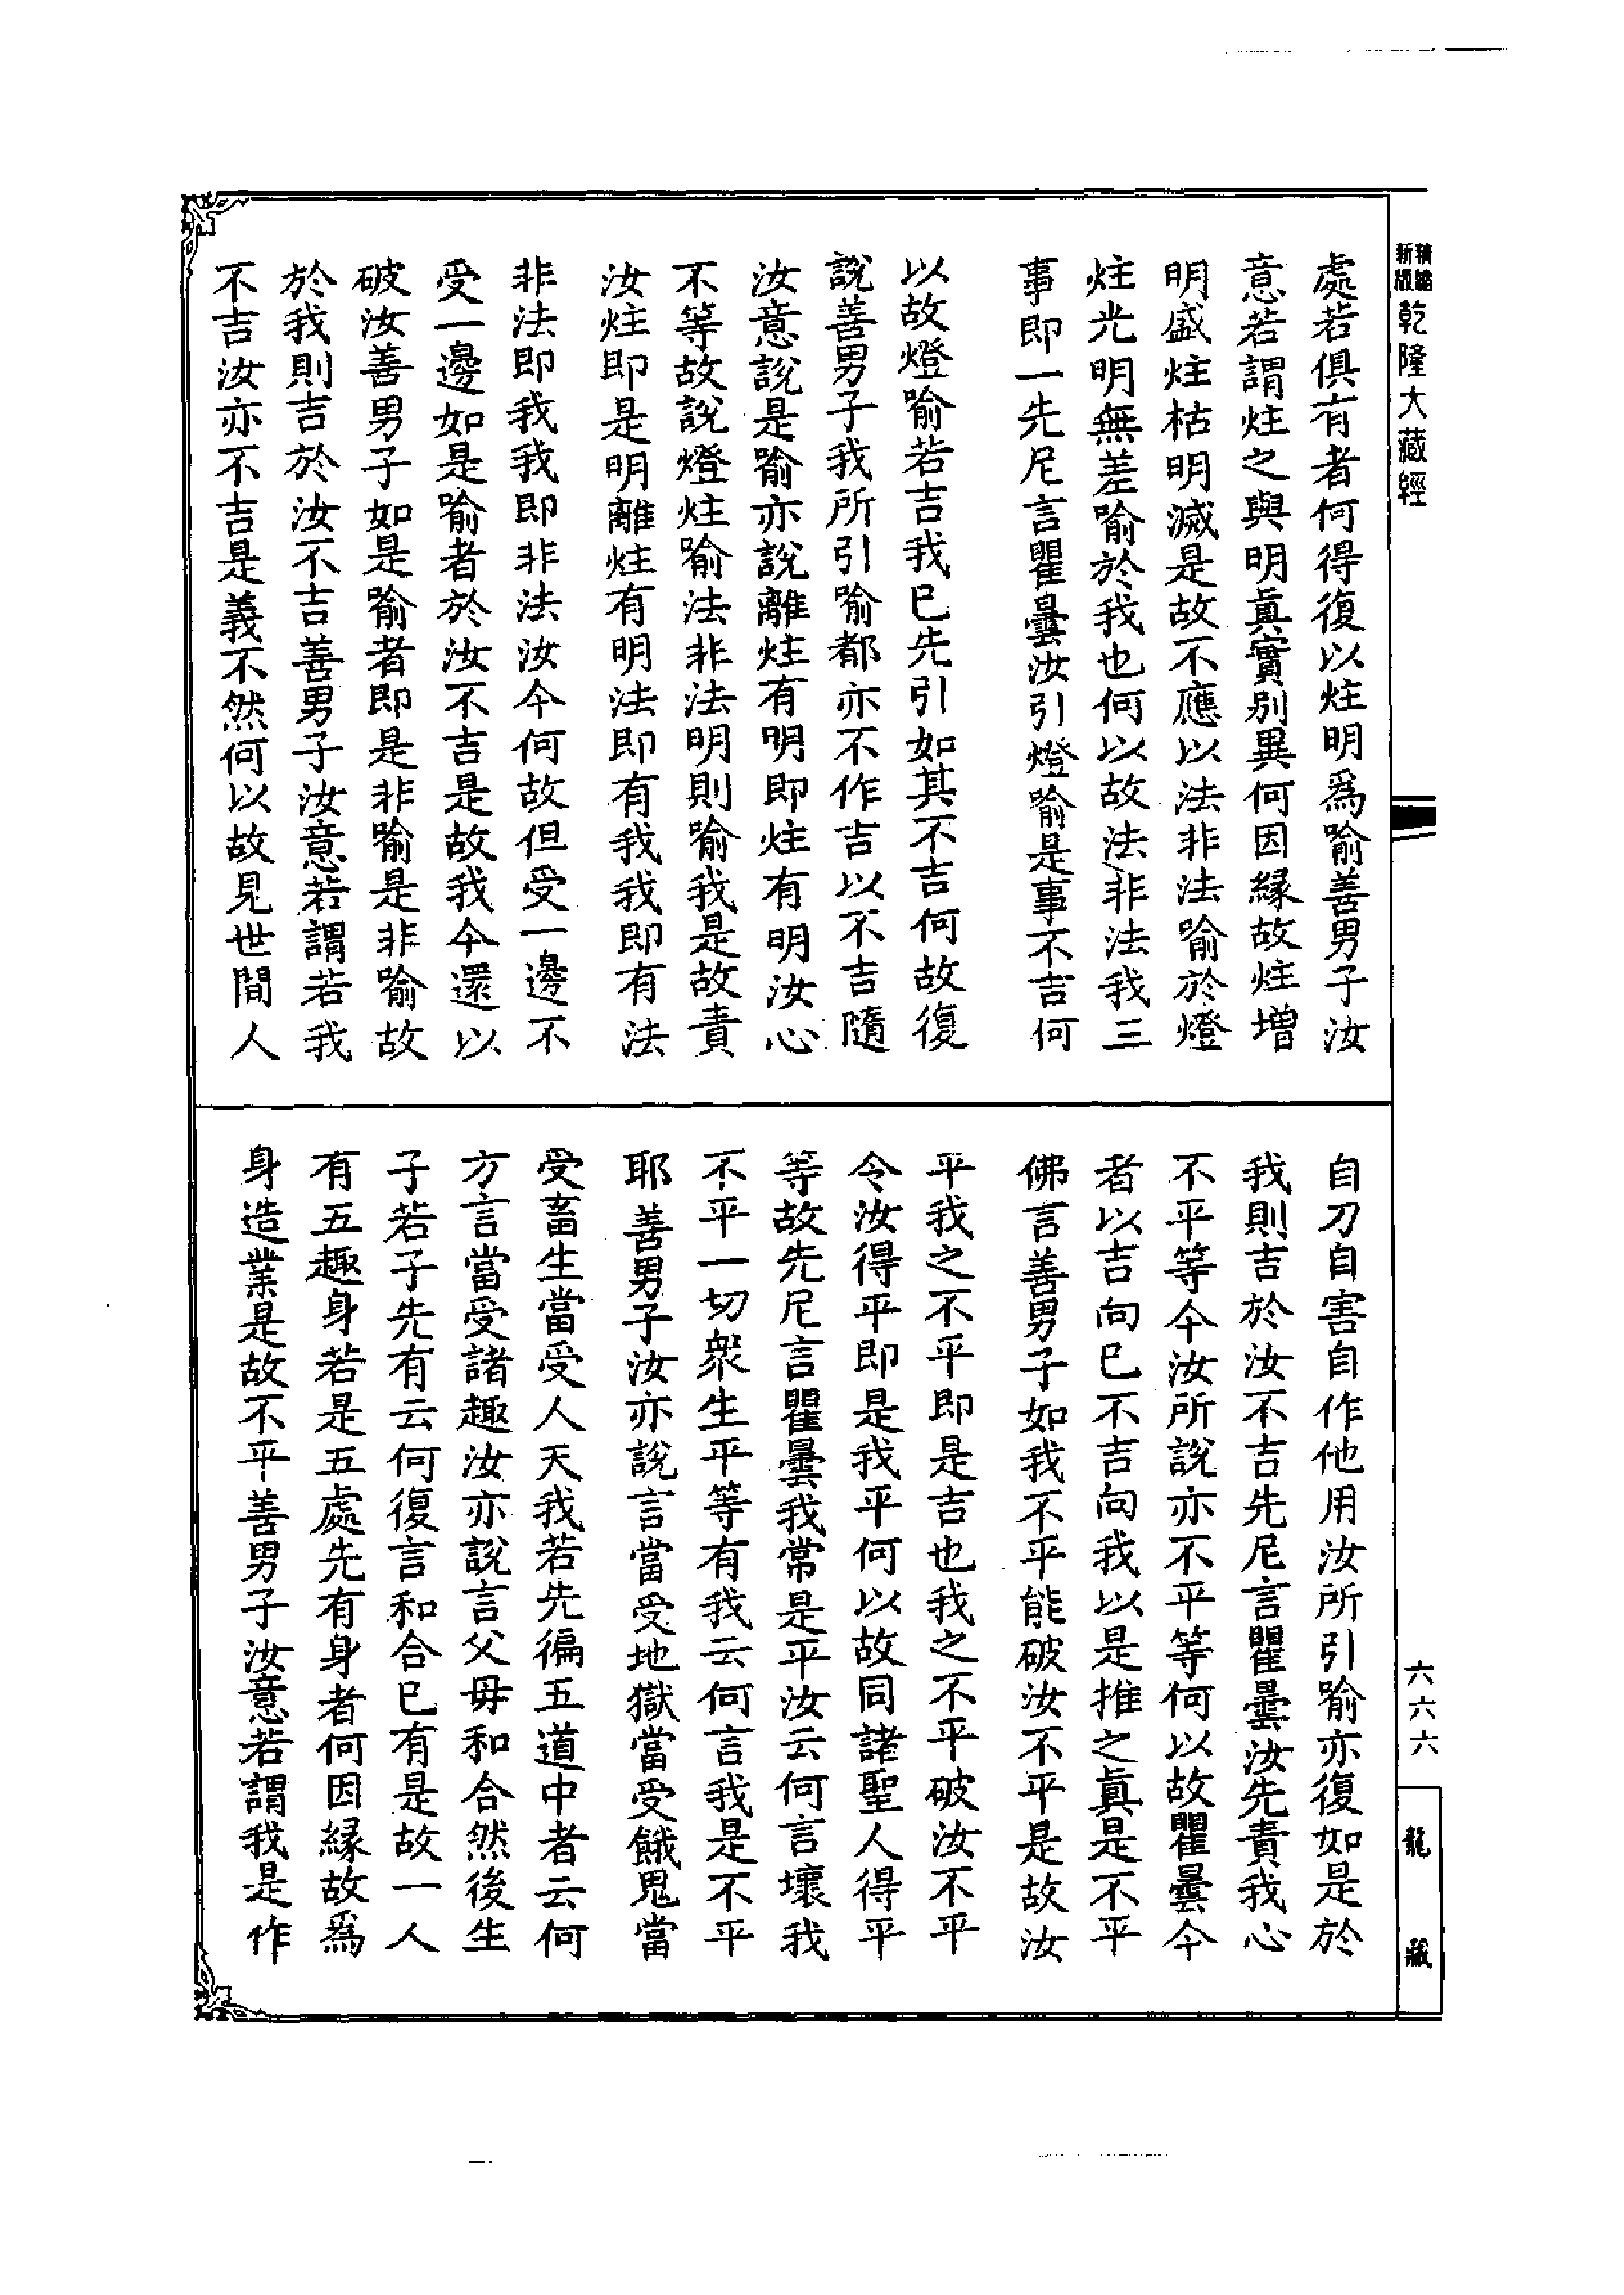 精縮
新版
乾隆大藏經
處若俱有者何得復以炷明爲喻善男子汝
意若謂炷之與明眞實別異何因緣故炷增
明盛炷枯明滅是故不應以法非法喻於燈
炷光明無差喻於我也何以故法非法我三
事即一先尼言瞿曇汝引燈喻是事不吉何
以故燈喻若吉我已先引如其不吉何故復
說善男子我所引喻都亦不作吉以不吉隨
汝意說是喻亦說離炷有明即炷有明汝心
不等故說燈炷喻法非法明則喻我是故責
汝炷即是明離炷有明法即有我我即有法
非法即我我即非法汝今何故但受一邊不
受一邊如是喻者於汝不吉是故我今還以
破汝善男子如是喻者即是非喻是非喻故
於我則吉於汝不吉善男子汝意若謂若我
不吉汝亦不吉是義不然何以故見世間人
自刀自害自作他用汝所引喻亦復如是於
我則吉於汝不吉先尼言瞿曇汝先責我心
不平等今汝所說亦不平等何以故瞿曇今
者以吉向已不吉向我以是推之眞是不平
佛言善男子如我不平能破汝不平是故汝
平我之不平即是吉也我之不平破汝不平
令汝得平即是我平何以故同諸聖人得平
等故先尼言瞿曇我常是平汝云何言壞我
不平一切衆生平等有我云何言我是不平
耶善男子汝亦說言當受地獄當受餓鬼當
受畜生當受人天我若先徧五道中者云何
方言當受諸趣汝亦說言父母和合然後生
子若子先有云何復言和合已有是故一人
有五趣身若是五處先有身者何因緣故爲
身造業是故不平善男子汝意若謂我是作
六六六
龍藏